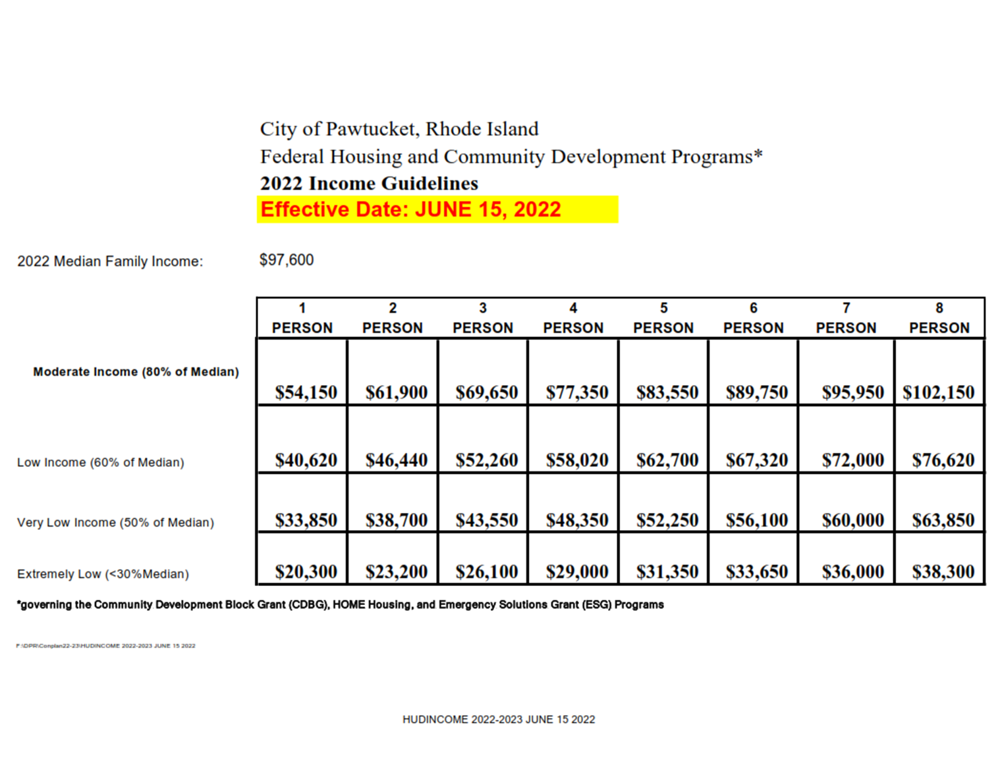 City of Pawtucket, Rhode Island
Federal Housing and Community Development Programs*
2022 Income Guidelines
Effective Date: JUNE 15, 2022
2022 Median Family Income: $97,600
1 2 3 4 5 6 7 8
PERSON PERSON PERSON PERSON PERSON PERSON PERSON PERSON
Moderate Income (80% of Median)
$54,150 $61,900 $69,650 $77,350 $83,550 $89,750 $95,950 $102,150
Low Income (60% of Median) $40,620 $46,440 $52,260 $58,020 $62,700 $67,320 $72,000 $76,620
Very Low Income (50% of Median) $33,850 $38,700 $43,550 $48,350 $52,250 $56,100 $60,000 $63,850
Extremely Low (<30%Median) $20,300 $23,200 $26,100 $29,000 $31,350 $33,650 $36,000 $38,300
*governing the Community Development Block Grant (CDBG), HOME Housing, and Emergency Solutions Grant (ESG) Programs
F:\DPR\Conplan22-23\HUDINCOME 2022-2023 JUNE 15 2022
HUDINCOME 2022-2023 JUNE 15 2022